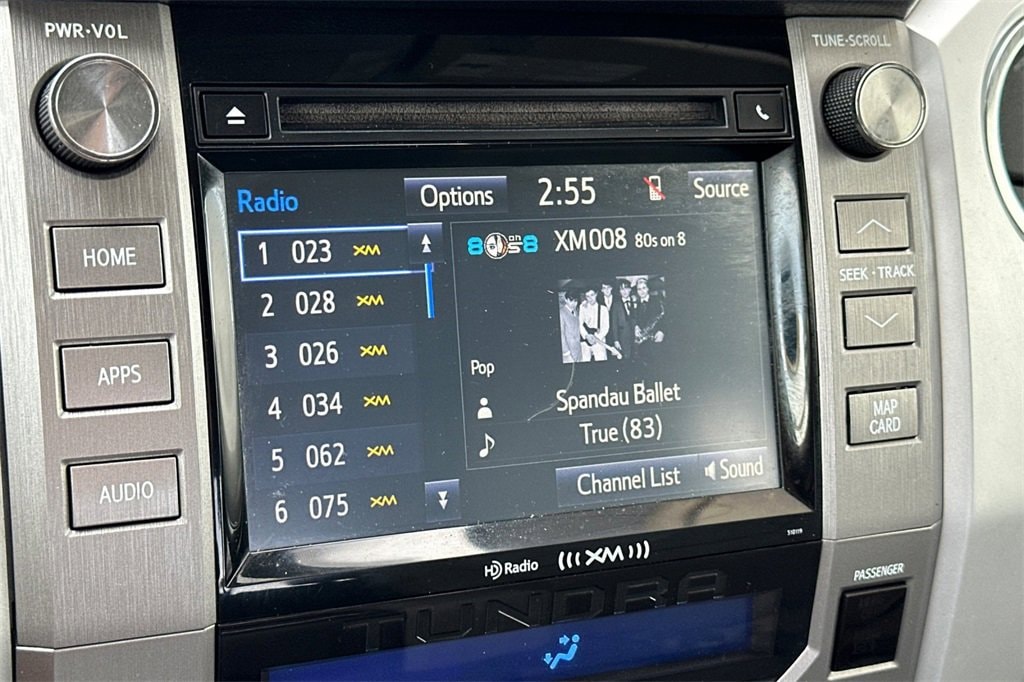 PWR·VOL
TUNE·SCROLL
Radio
Options
2:55
Source
HOME
1 023 XM
80s on 8
XM008 80s on 8
SEEK·TRACK
2 028 XM
3 026 XM
Pop
APPS
4 034 XM
Spandau Ballet
MAP
CARD
True (83)
5 062 XM
AUDIO
6 075 XM
Channel List
Sound
510119
HD Radio
(((XM)))
TUNDRA
PASSENGER